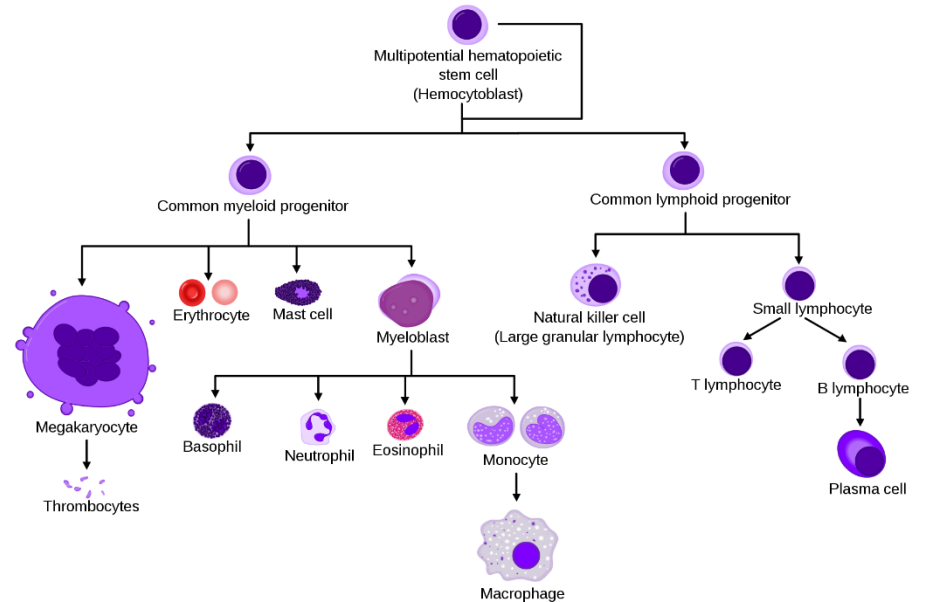 Multipotential hematopoietic
stem cell
(Hemocytoblast)
Common myeloid progenitor
Common lymphoid progenitor
Erythrocyte
Mast cell
Myeloblast
Natural killer cell
(Large granular lymphocyte)
Small lymphocyte
T lymphocyte
B lymphocyte
Megakaryocyte
Basophil
Neutrophil
Eosinophil
Monocyte
Plasma cell
Thrombocytes
Macrophage